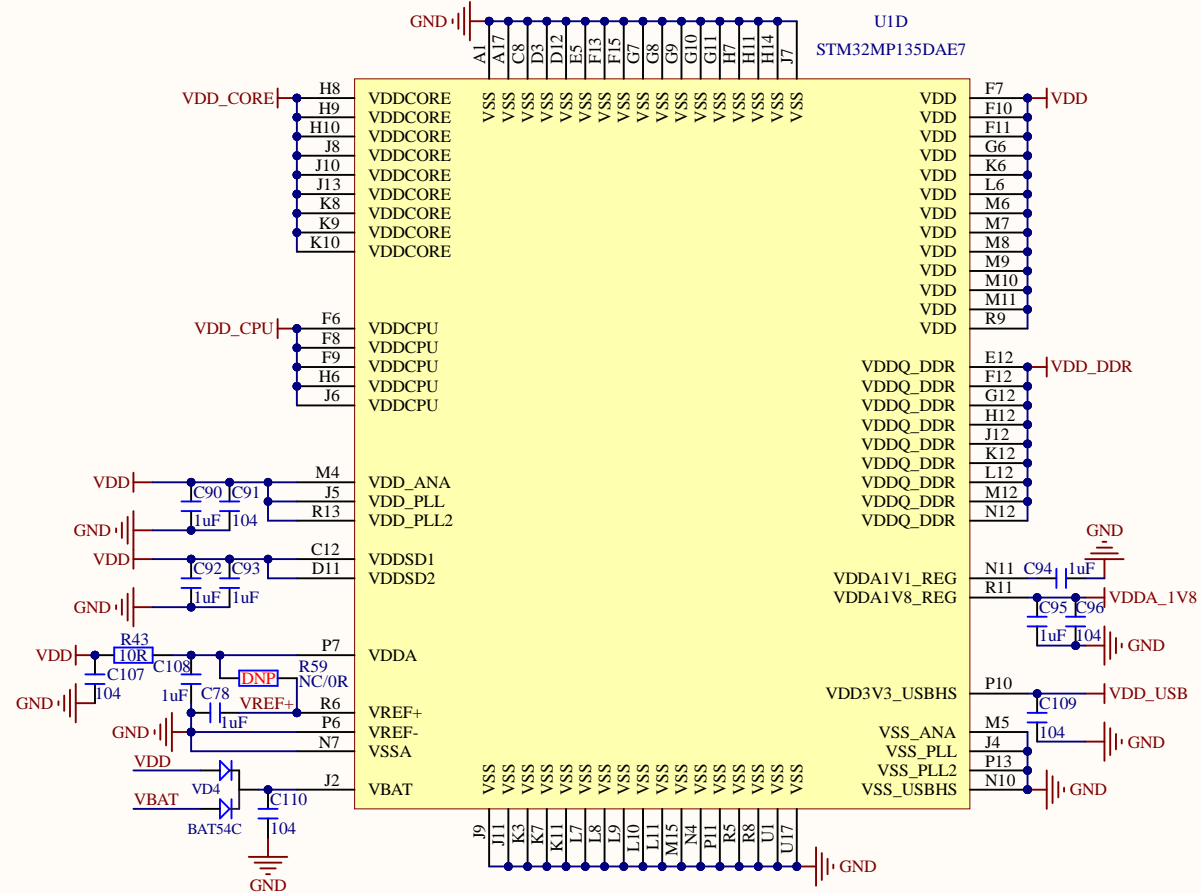 U1D
STM32MP135DAE7
GND
A1 A17 C8 D3 D12 E5 F13 F15 G7 G8 G9 G10 G11 H7 H11 H14 J7
VSS VSS VSS VSS VSS VSS VSS VSS VSS VSS VSS VSS VSS VSS VSS VSS VSS
VDD_CORE H8 VDDCORE
H9 VDDCORE
H10 VDDCORE
J8 VDDCORE
J10 VDDCORE
J13 VDDCORE
K8 VDDCORE
K9 VDDCORE
K10 VDDCORE
VDD_CPU F6 VDDCPU
F8 VDDCPU
F9 VDDCPU
H6 VDDCPU
J6 VDDCPU
VDD C90 C91 M4 VDD_ANA
J5 VDD_PLL
GND 1uF 104 R13 VDD_PLL2
VDD C92 C93 C12 VDDSD1
D11 VDDSD2
GND 1uF 1uF
VDD R43 10R P7 VDDA
C107 104 GND
C108 1uF
DNP R59 NC/0R
C78 1uF VREF+ R6 VREF+
GND P6 VREF-
N7 VSSA
VDD
VD4 J2 VBAT
VBAT
BAT54C
C110 104
GND
VDD F7 VDD
VDD F10
VDD F11
VDD G6
VDD K6
VDD L6
VDD M6
VDD M7
VDD M8
VDD M9
VDD M10
VDD M11
VDD R9
VDDQ_DDR E12 VDD_DDR
VDDQ_DDR F12
VDDQ_DDR G12
VDDQ_DDR H12
VDDQ_DDR J12
VDDQ_DDR K12
VDDQ_DDR L12
VDDQ_DDR M12
VDDQ_DDR N12
GND
VDDA1V1_REG N11 C94 1uF
VDDA1V8_REG R11 VDDA_1V8
C95 C96
1uF 104 GND
VDD3V3_USBHS P10 VDD_USB
C109
104 GND
VSS_ANA M5
VSS_PLL J4
VSS_PLL2 P13
VSS_USBHS N10 GND
VSS VSS VSS VSS VSS VSS VSS VSS VSS VSS VSS VSS VSS VSS VSS VSS VSS
J9 J11 K3 K7 K11 L7 L8 L9 L10 L11 M15 N4 P11 R5 R8 U1 U17
GND